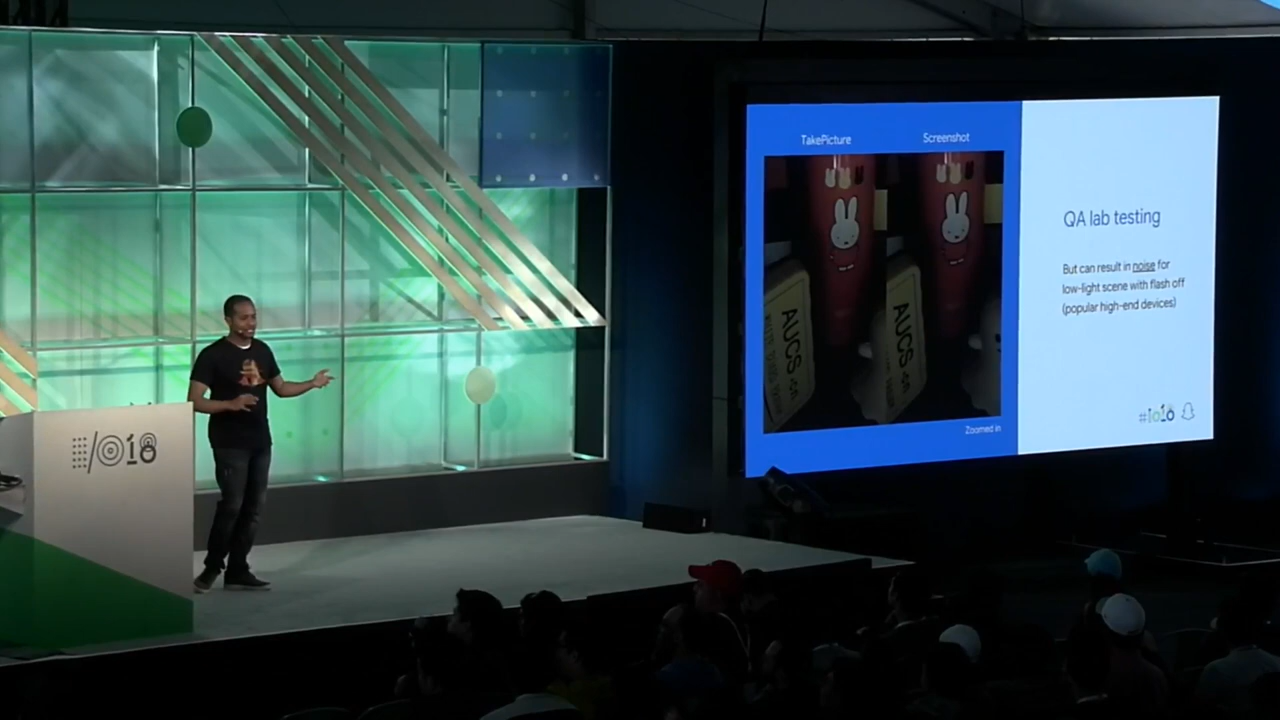 I/O18
TakePicture
Screenshot
AUCS
AUCS
Zoomed in
QA lab testing
But can result in noise for
low-light scene with flash off
(popular high-end devices)
#io18